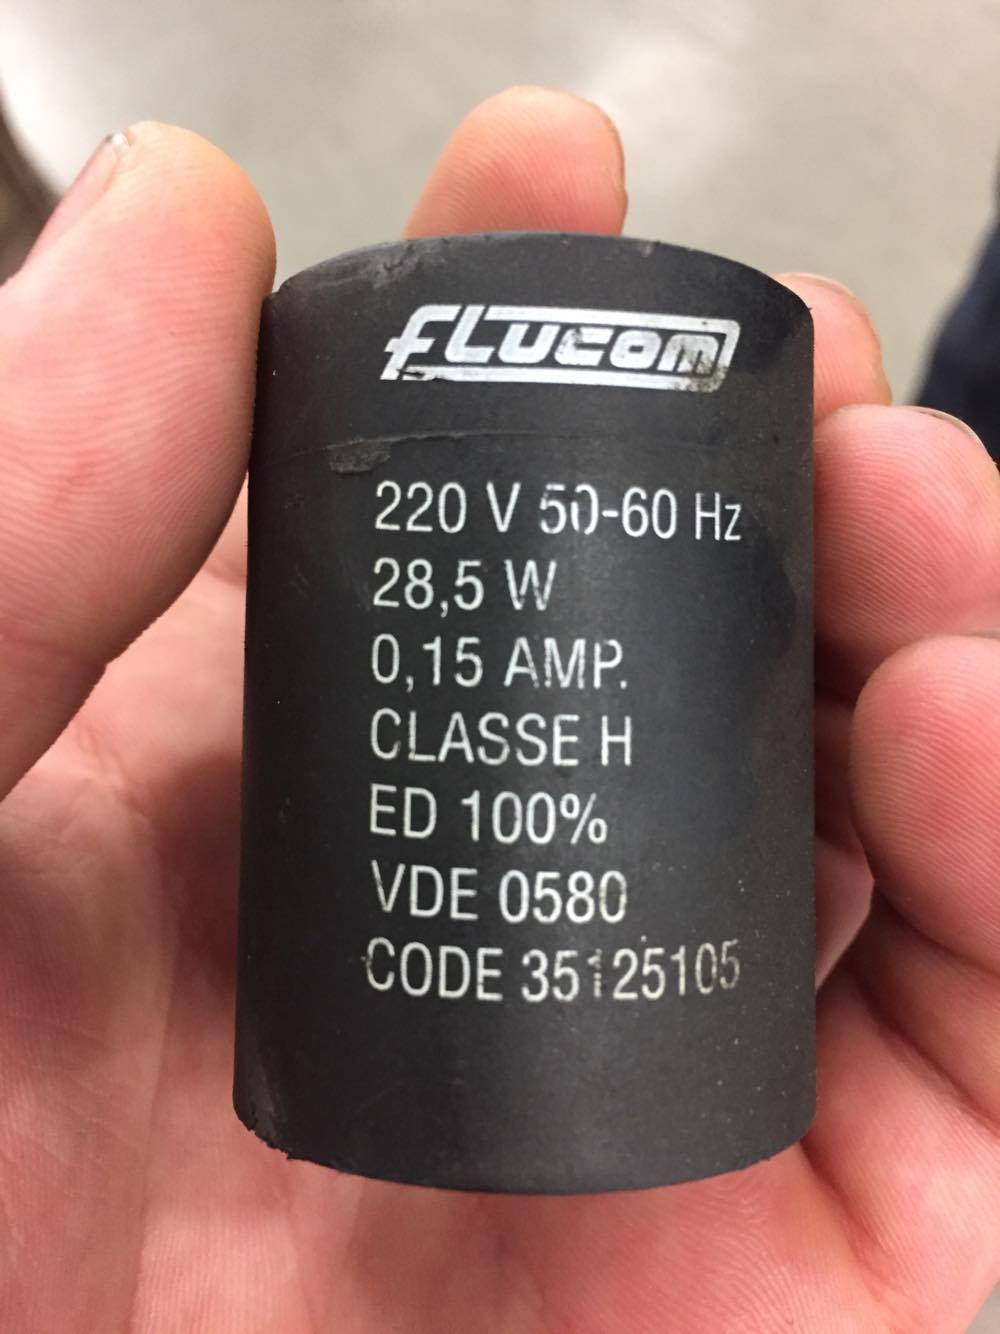 FLUCOM
220 V 50-60 Hz
28,5 W
0,15 AMP.
CLASSE H
ED 100%
VDE 0580
CODE 35125105